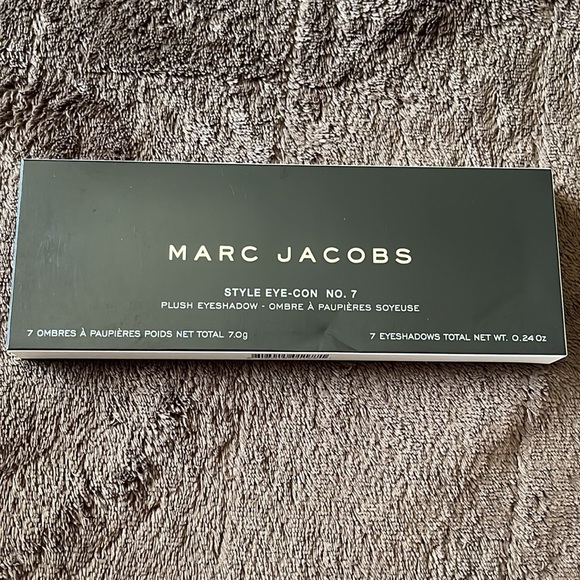 MARC JACOBS
STYLE EYE-CON NO. 7
PLUSH EYESHADOW - OMBRE À PAUPIÈRES SOYEUSE
7 OMBRES À PAUPIÈRES POIDS NET TOTAL 7.0g 7 EYESHADOWS TOTAL NET WT. 0.24 Oz